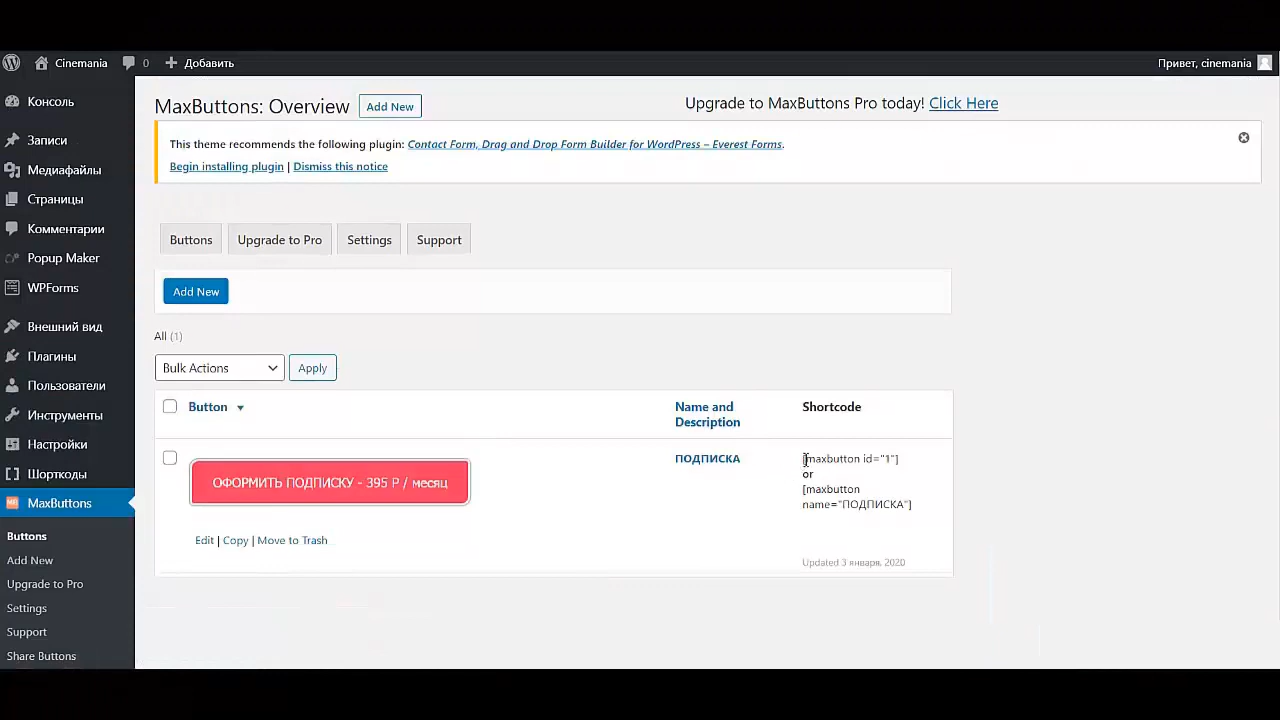 Cinemania
0
Добавить
Привет, cinemania
Консоль
Записи
Медиафайлы
Страницы
Комментарии
Popup Maker
WPForms
Внешний вид
Плагины
Пользователи
Инструменты
Настройки
Шорткоды
MaxButtons
Buttons
Add New
Upgrade to Pro
Settings
Support
Share Buttons
MaxButtons: Overview
Add New
Upgrade to MaxButtons Pro today! Click Here
This theme recommends the following plugin: Contact Form, Drag and Drop Form Builder for WordPress – Everest Forms.
Begin installing plugin | Dismiss this notice
Buttons
Upgrade to Pro
Settings
Support
Add New
All (1)
Bulk Actions
Apply
Button
Name and
Description
Shortcode
ОФОРМИТЬ ПОДПИСКУ - 395 Р / месяц
Edit | Copy | Move to Trash
ПОДПИСКА
[maxbutton id="1"]
or
[maxbutton
name="ПОДПИСКА"]
Updated 3 января, 2020